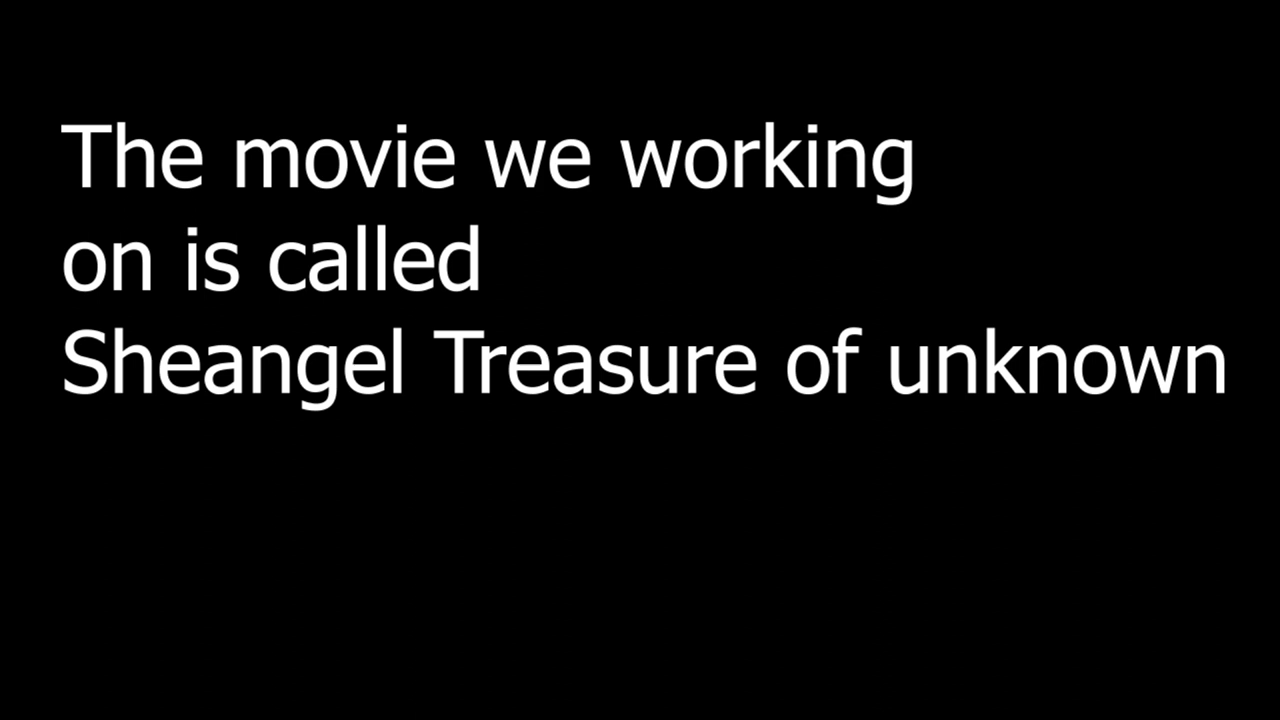 The movie we working
on is called
Sheangel Treasure of unknown